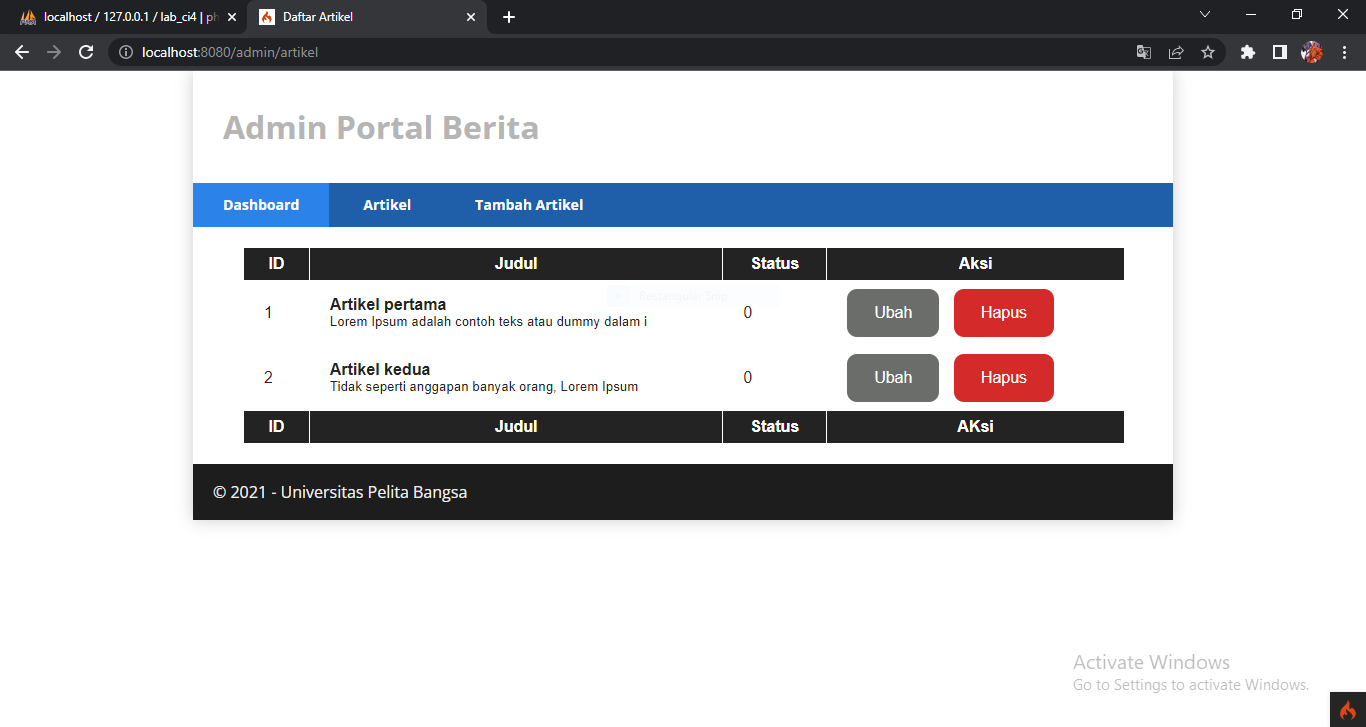 localhost / 127.0.0.1 / lab_ci4 | ph
Daftar Artikel
localhost:8080/admin/artikel
Admin Portal Berita
Dashboard Artikel Tambah Artikel
ID Judul Status Aksi
1 Artikel pertama 0 Ubah Hapus
Lorem Ipsum adalah contoh teks atau dummy dalam i
2 Artikel kedua 0 Ubah Hapus
Tidak seperti anggapan banyak orang, Lorem Ipsum
ID Judul Status AKsi
© 2021 - Universitas Pelita Bangsa
Activate Windows
Go to Settings to activate Windows.